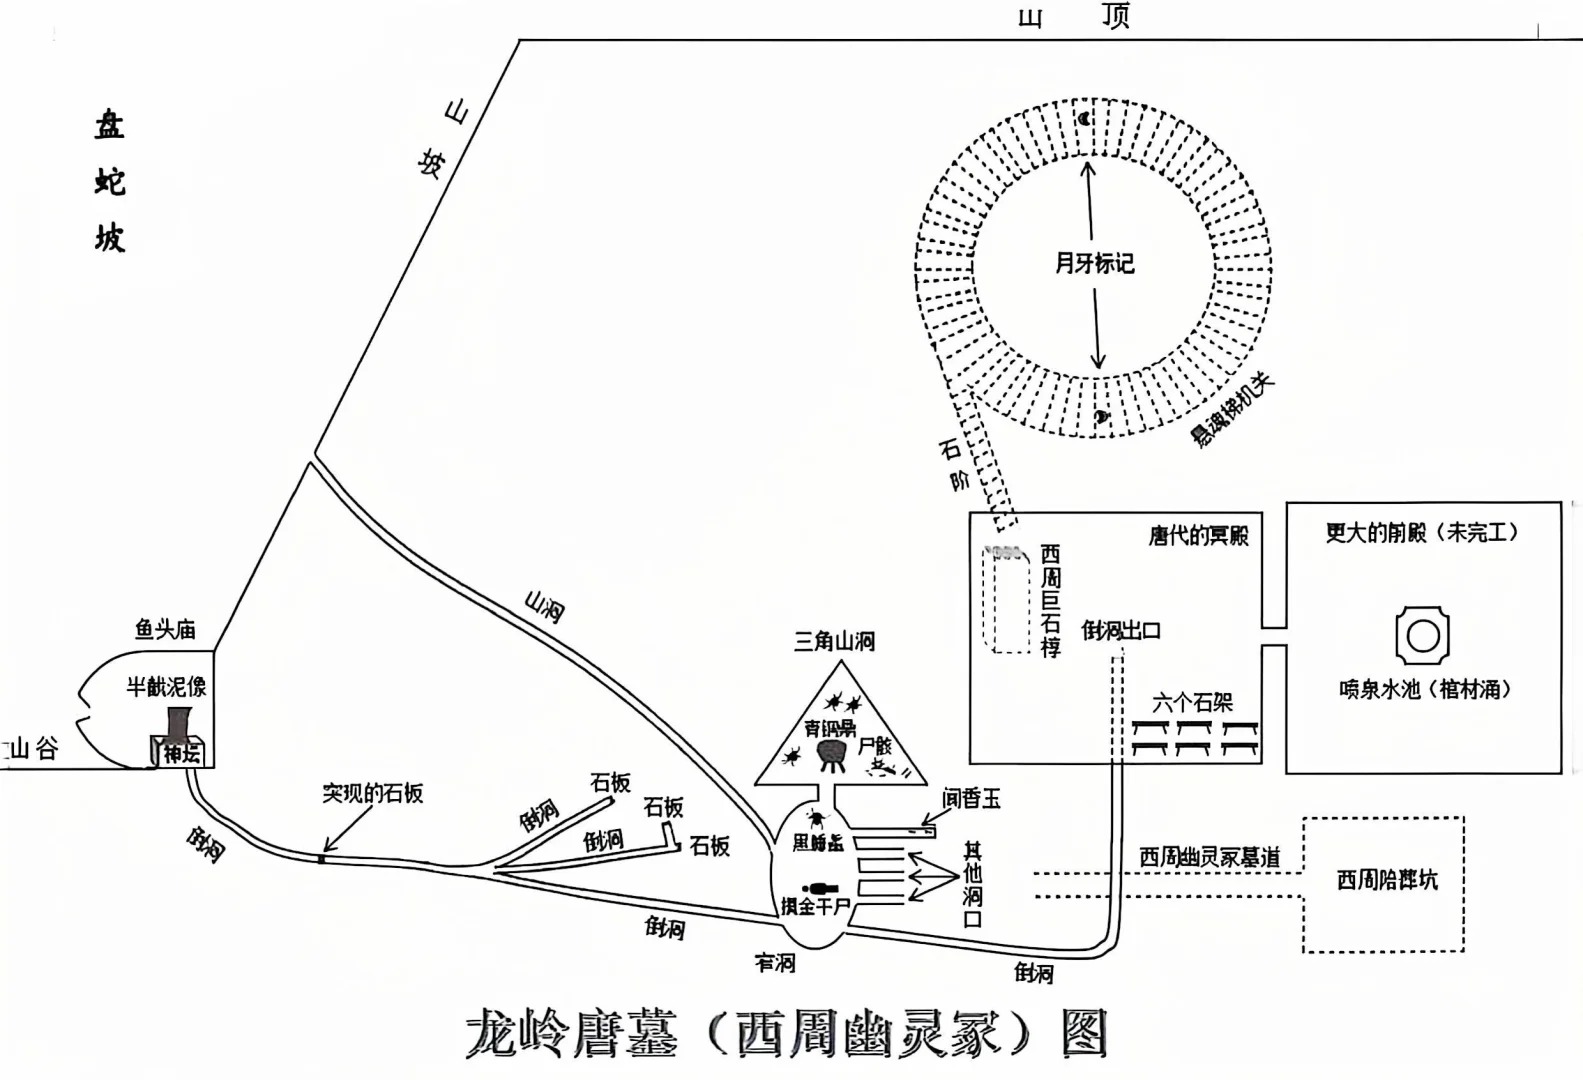 山 顶
盘蛇坡
山坡
月牙标记
悬魂梯机关
石阶
唐代的冥殿
更大的前殿（未完工）
西周巨石椁
倒洞出口
六个石架
喷泉水池（棺材涌）
山洞
三角山洞
青铜鼎
尸骸
鱼头庙
半截泥像
神坛
山谷
突现的石板
倒洞
石板
倒洞
石板
倒洞
石板
闻香玉
摸金干尸
其他洞口
西周幽灵冢墓道
西周陪葬坑
倒洞
窄洞
倒洞
龙岭唐墓（西周幽灵冢）图